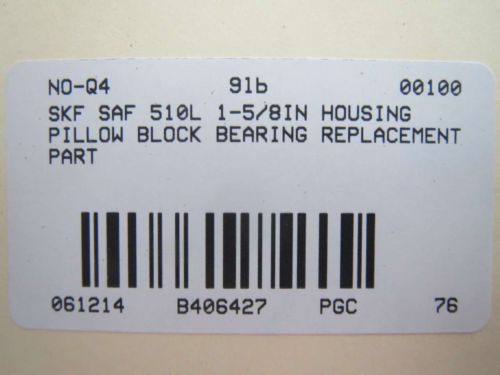 NO-Q4 9lb 00100
SKF SAF 510L 1-5/8IN HOUSING
PILLOW BLOCK BEARING REPLACEMENT
PART
061214 B406427 PGC 76